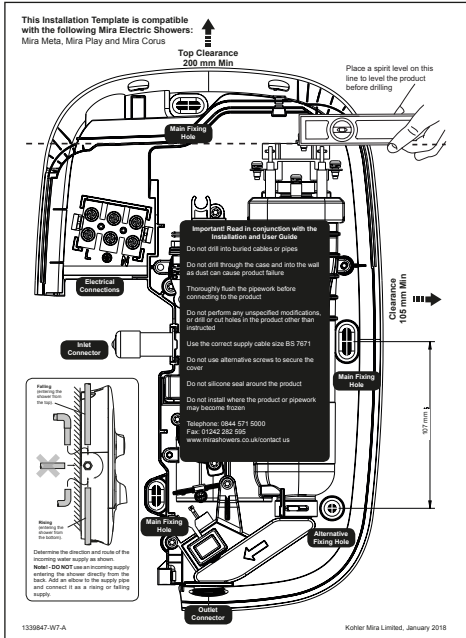 This Installation Template is compatible
with the following Mira Electric Showers:
Mira Meta, Mira Play and Mira Corus
Top Clearance
200 mm Min
Place a spirit level on this
line to level the product
before drilling
Main Fixing
Hole
L
N
Electrical
Connections
Important! Read in conjunction with the
Installation and User Guide
Do not drill into buried cables or pipes
Do not drill through the case and into the wall
as dust can cause product failure
Thoroughly flush the pipework before
connecting to the product
Do not perform any unspecified modifications,
or drill or cut holes in the product other than
instructed
Use the correct supply cable size BS 7671
Do not use alternative screws to secure the
cover
Do not silicone seal around the product
Do not install where the product or pipework
may become frozen
Telephone: 0844 571 5000
Fax: 01242 282 595
www.mirashowers.co.uk/contact us
Clearance
105 mm Min
Inlet
Connector
Main Fixing
Hole
107 mm
Falling
(entering the
shower from
the top).
Rising
(entering the
shower from
the bottom).
Determine the direction and route of the
incoming water supply as shown.
Note! - DO NOT use an incoming supply
entering the shower directly from the
back. Add an elbow to the supply pipe
and connect it as a rising or falling
supply.
Main Fixing
Hole
Alternative
Fixing Hole
Outlet
Connector
1339847-W7-A
Kohler Mira Limited, January 2018